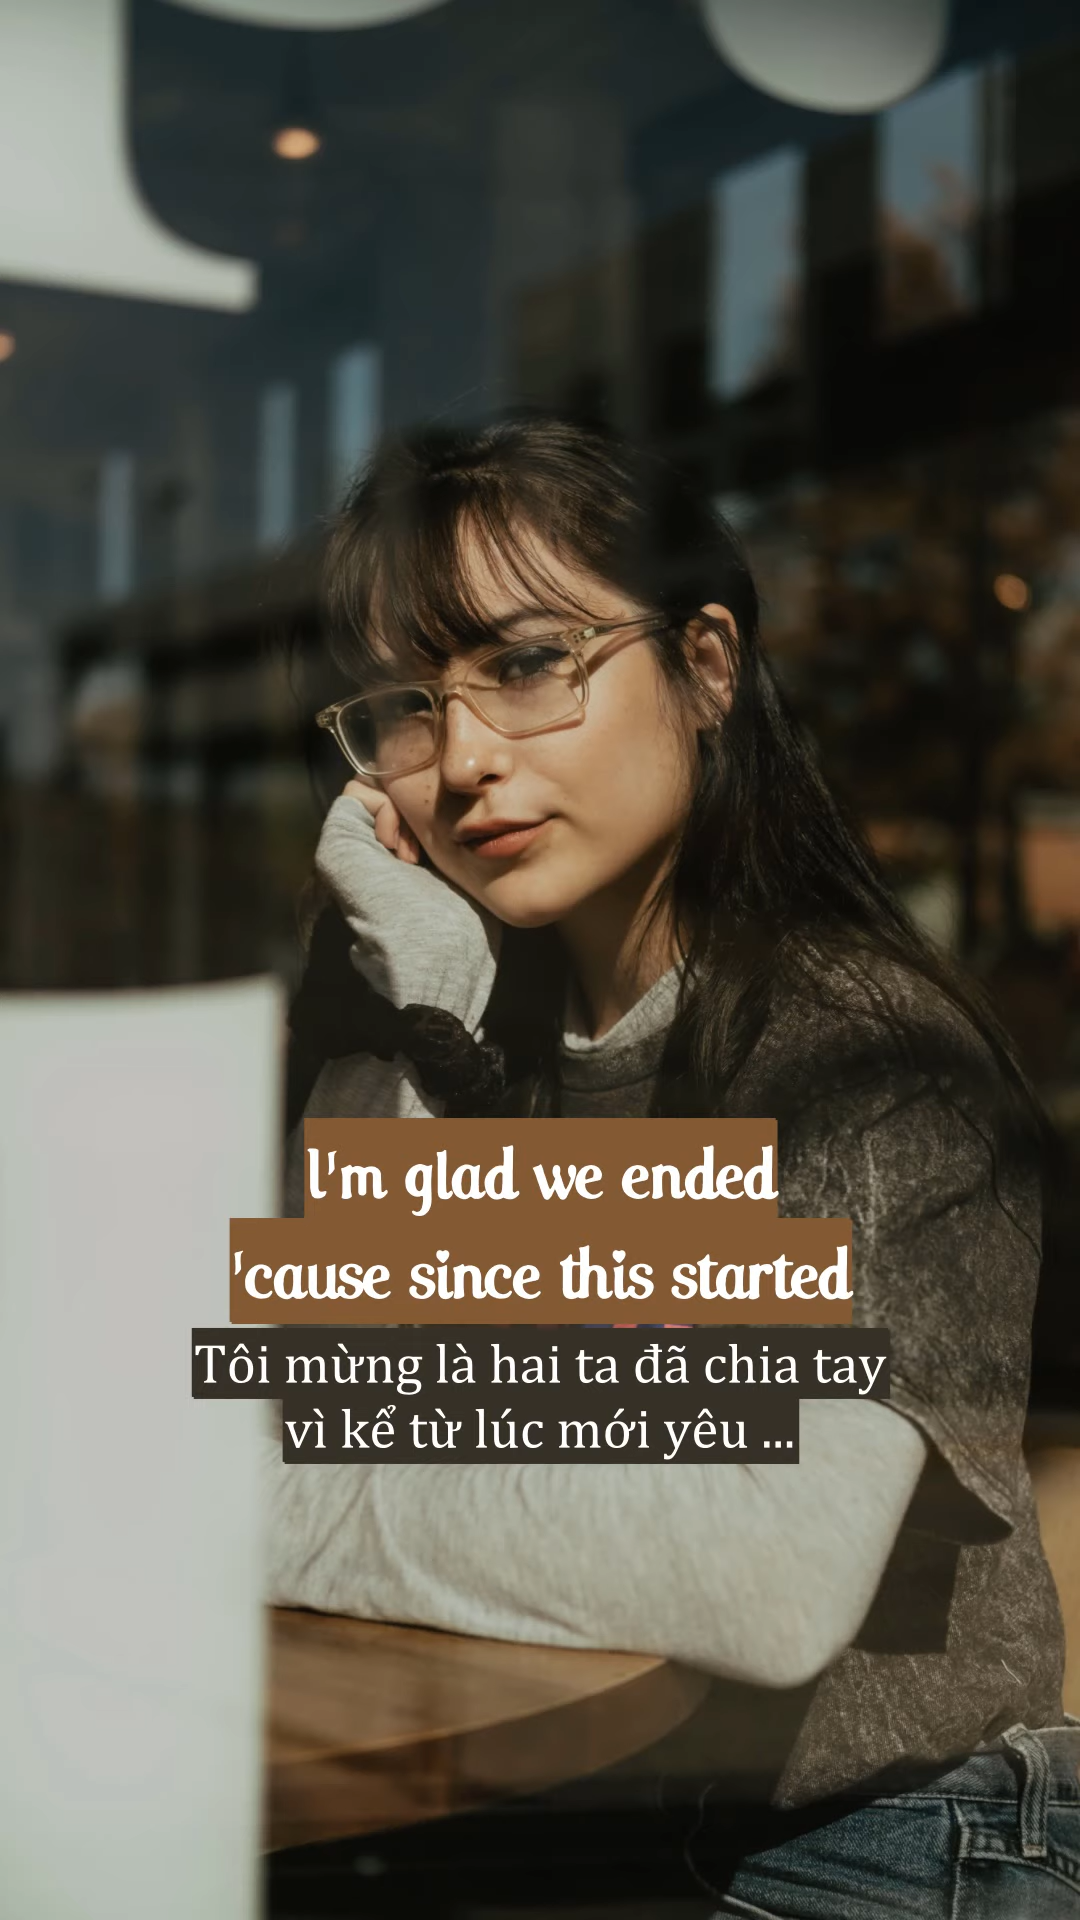 I'm glad we ended
'cause since this started
Tôi mừng là hai ta đã chia tay
vì kể từ lúc mới yêu ...